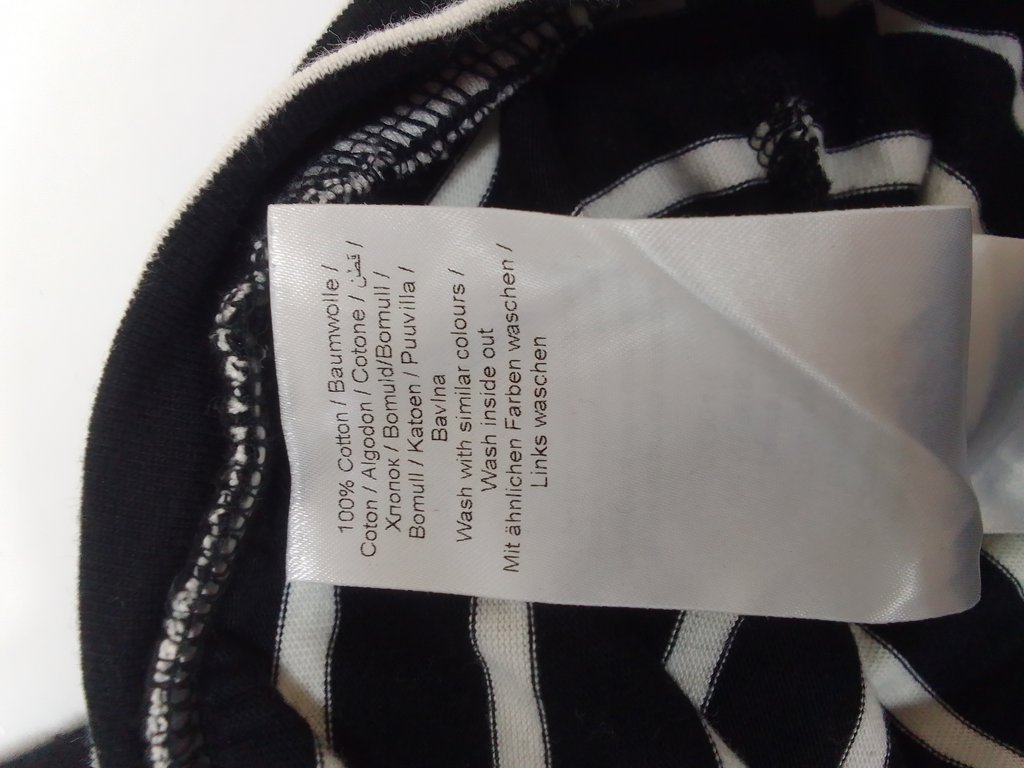 100% Cotton / Baumwolle /
Coton / Algodon / Cotone / قطن /
Хлопок / Bomuld/Bomull /
Bomull / Katoen / Puuvilla /
Bavlna
Wash with similar colours /
Wash inside out
Mit ähnlichen Farben waschen /
Links waschen